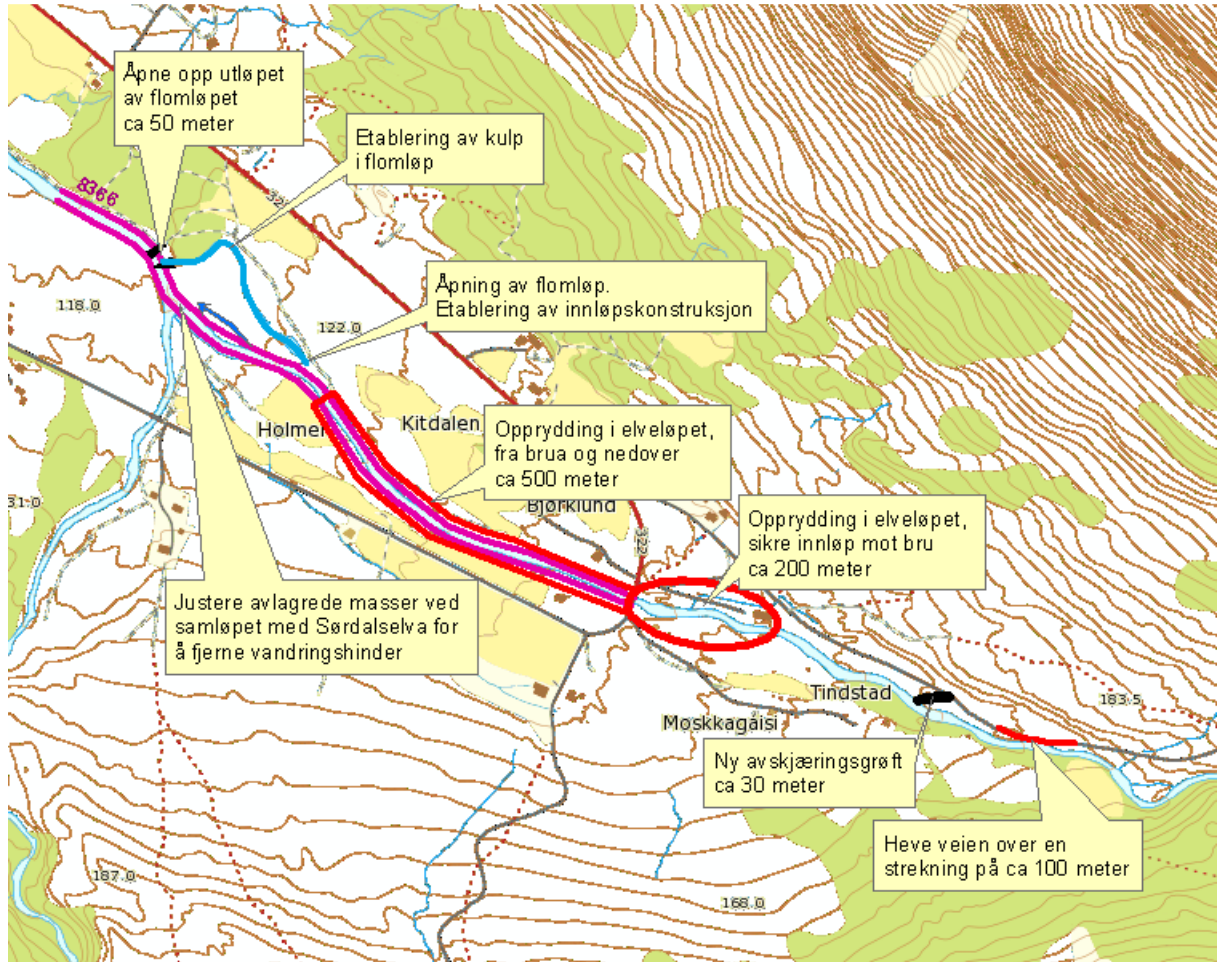 Åpne opp utløpet
av flomløpet
ca 50 meter
Etablering av kulp
i flomløp
8366
32
118.0
122.0
Åpning av flomløp.
Etablering av innløpskonstruksjon
Holmen
Kitdalen
Opprydding i elveløpet,
fra brua og nedover
ca 500 meter
Bjørklund
31.0
322
Opprydding i elveløpet,
sikre innløp mot bru
ca 200 meter
Justere avlagrede masser ved
samløpet med Sørdalselva for
å fjerne vandringshinder
Tindstad
183.5
Moskkagáisi
Ny avskjæringsgrøft
ca 30 meter
Heve veien over en
strekning på ca 100 meter
187.0
168.0